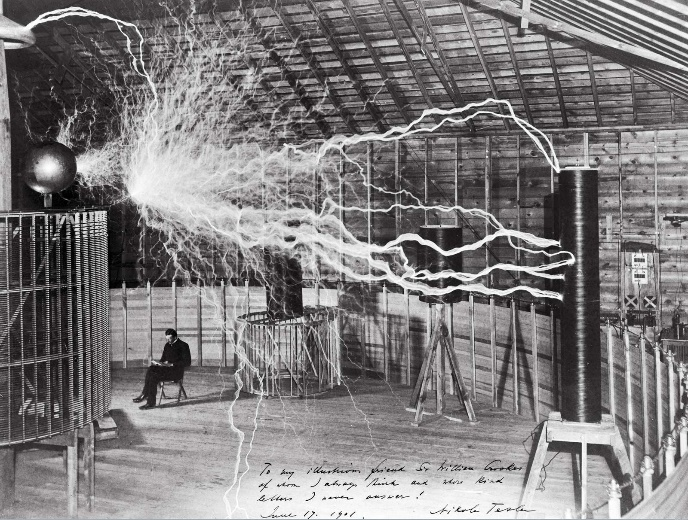 To my illustrious friend Sir William Crookes
of whom I always think and whose kind
letters I never answer!
June 17. 1901. Nikola Tesla